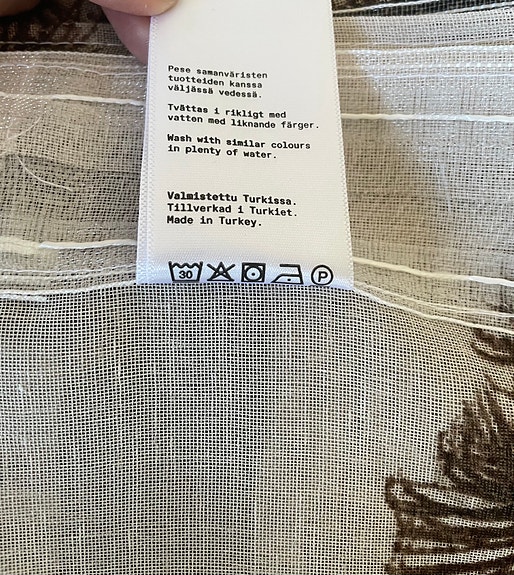 Pese samanväristen
tuotteiden kanssa
väljässä vedessä.
Tvättas i rikligt med
vatten med liknande färger.
Wash with similar colours
in plenty of water.
Valmistettu Turkissa.
Tillverkad i Turkiet.
Made in Turkey.
30 P